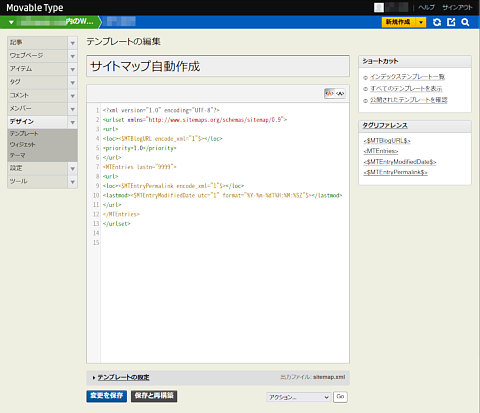 Movable Type
ヘルプ サインアウト
内のW...
新規作成
記事
ウェブページ
アイテム
タグ
コメント
メンバー
デザイン
テンプレート
ウィジェット
テーマ
設定
ツール
テンプレートの編集
サイトマップ自動作成
1 <?xml version="1.0" encoding="UTF-8"?>
2 <urlset xmlns="http://www.sitemaps.org/schemas/sitemap/0.9">
3 <url>
4 <loc><$MTBlogURL encode_xml="1"$></loc>
5 <priority>1.0</priority>
6 </url>
7 <MTEntries lastn="9999">
8 <url>
9 <loc><$MTEntryPermalink encode_xml="1"$></loc>
10 <lastmod><$MTEntryModifiedDate utc="1" format="%Y-%m-%dT%H:%M:%SZ"$></lastmod>
11 </url>
12 </MTEntries>
13 </urlset>
14
15
テンプレートの設定
出力ファイル: sitemap.xml
変更を保存 保存と再構築
アクション... Go
ショートカット
インデックステンプレート一覧
すべてのテンプレートを表示
公開されたテンプレートを確認
タグリファレンス
<$MTBlogURL$>
<MTEntries>
<$MTEntryModifiedDate$>
<$MTEntryPermalink$>